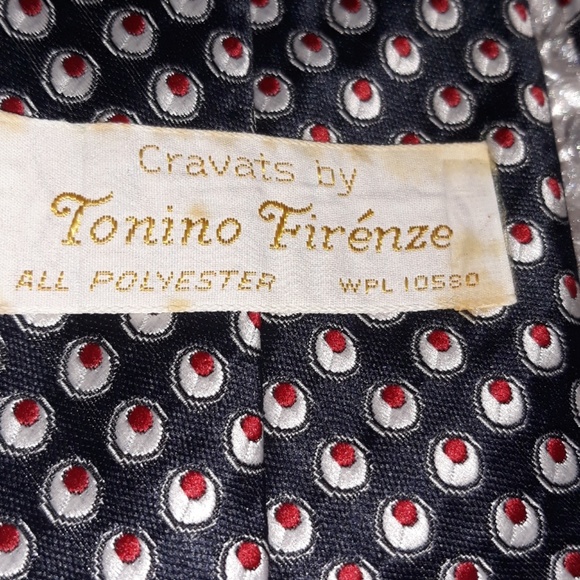 Cravats by
Tonino Firénze
ALL POLYESTER WPL 10580